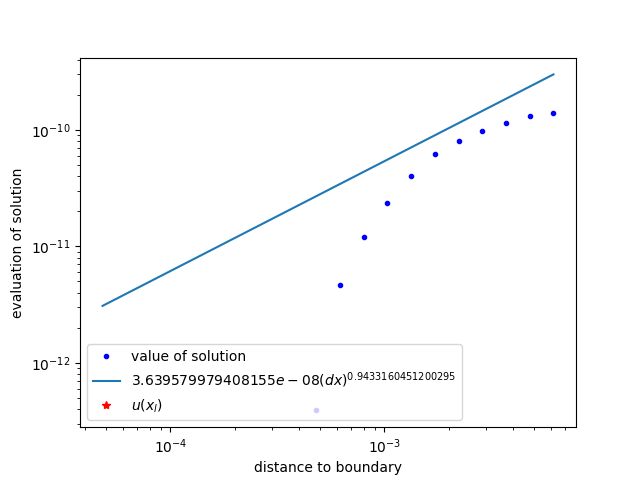 evaluation of solution
10⁻¹⁰
10⁻¹¹
10⁻¹²
value of solution
3.639579979408155e − 08(dx)^0.9433160451200295
u(x_l)
10⁻⁴
10⁻³
distance to boundary